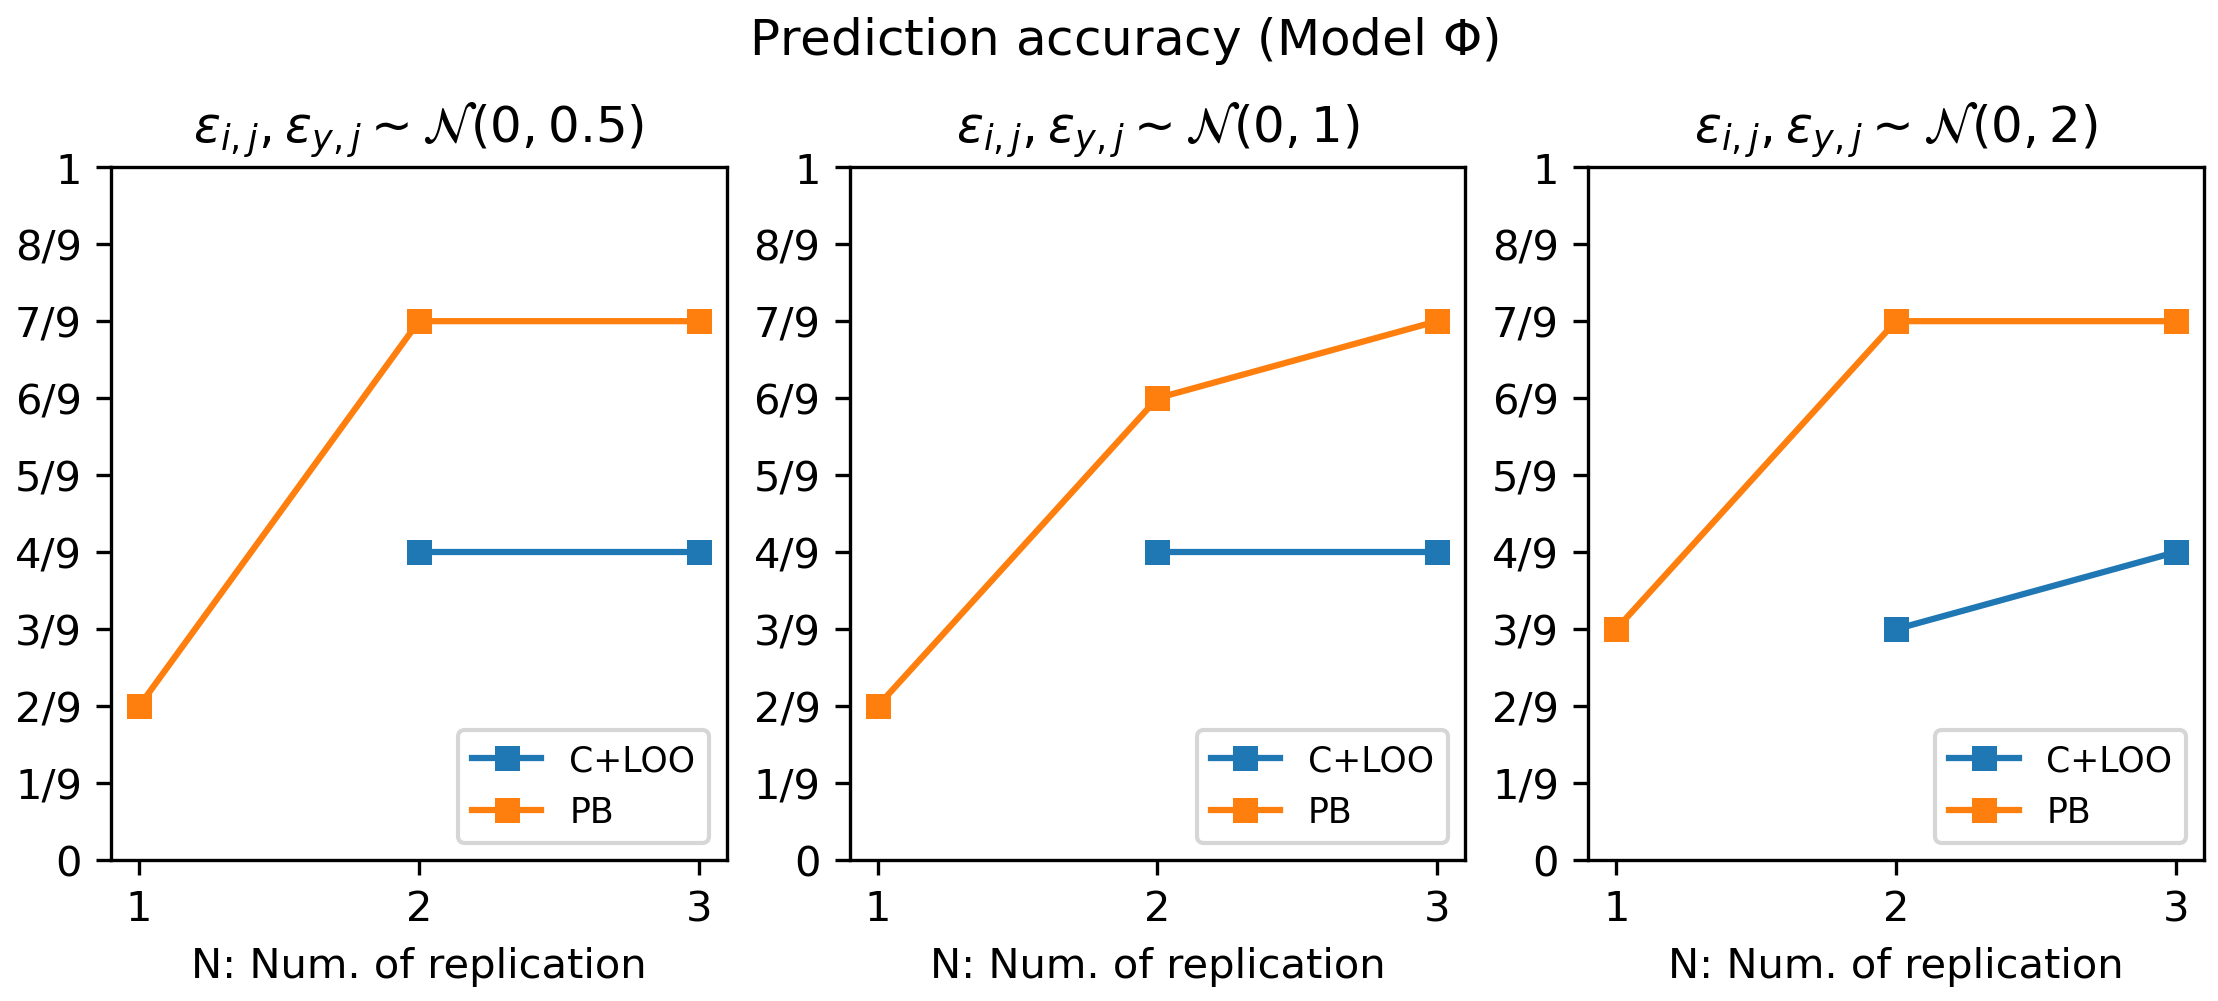 Prediction accuracy (Model Φ)
ε_{i,j}, ε_{y,j} ~ 𝒩(0, 0.5)
1
8/9
7/9
6/9
5/9
4/9
3/9
2/9
1/9
0
1 2 3
N: Num. of replication
C+LOO
PB
ε_{i,j}, ε_{y,j} ~ 𝒩(0, 1)
1
8/9
7/9
6/9
5/9
4/9
3/9
2/9
1/9
0
1 2 3
N: Num. of replication
C+LOO
PB
ε_{i,j}, ε_{y,j} ~ 𝒩(0, 2)
1
8/9
7/9
6/9
5/9
4/9
3/9
2/9
1/9
0
1 2 3
N: Num. of replication
C+LOO
PB